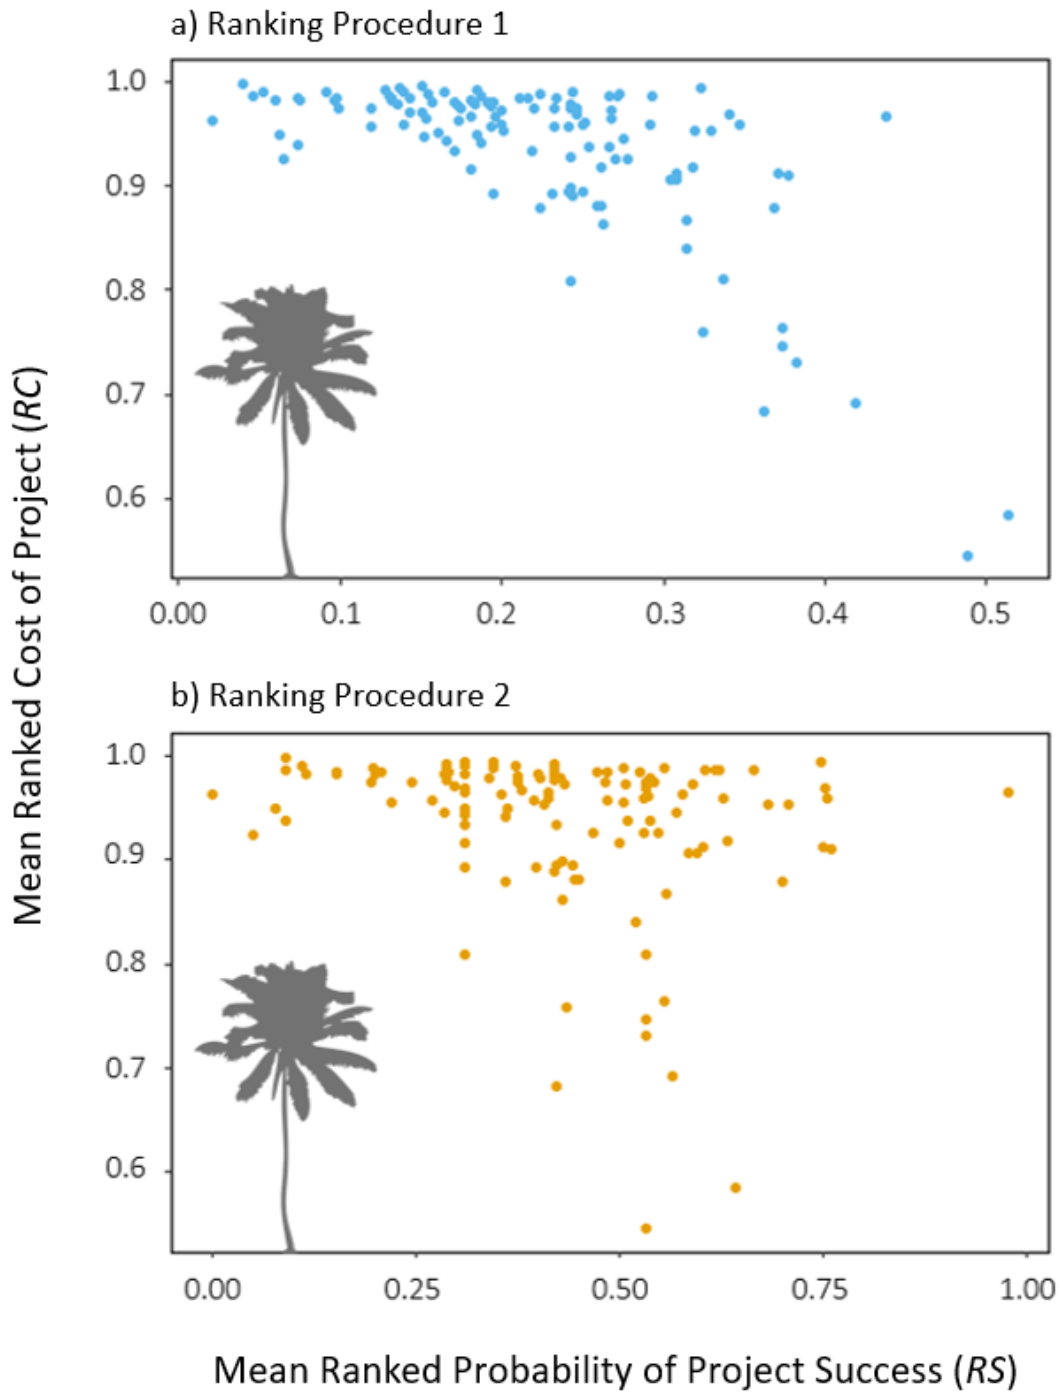 a) Ranking Procedure 1
1.0
0.9
0.8
0.7
0.6
0.00 0.1 0.2 0.3 0.4 0.5
Mean Ranked Cost of Project (RC)
b) Ranking Procedure 2
1.0
0.9
0.8
0.7
0.6
0.00 0.25 0.50 0.75 1.00
Mean Ranked Probability of Project Success (RS)